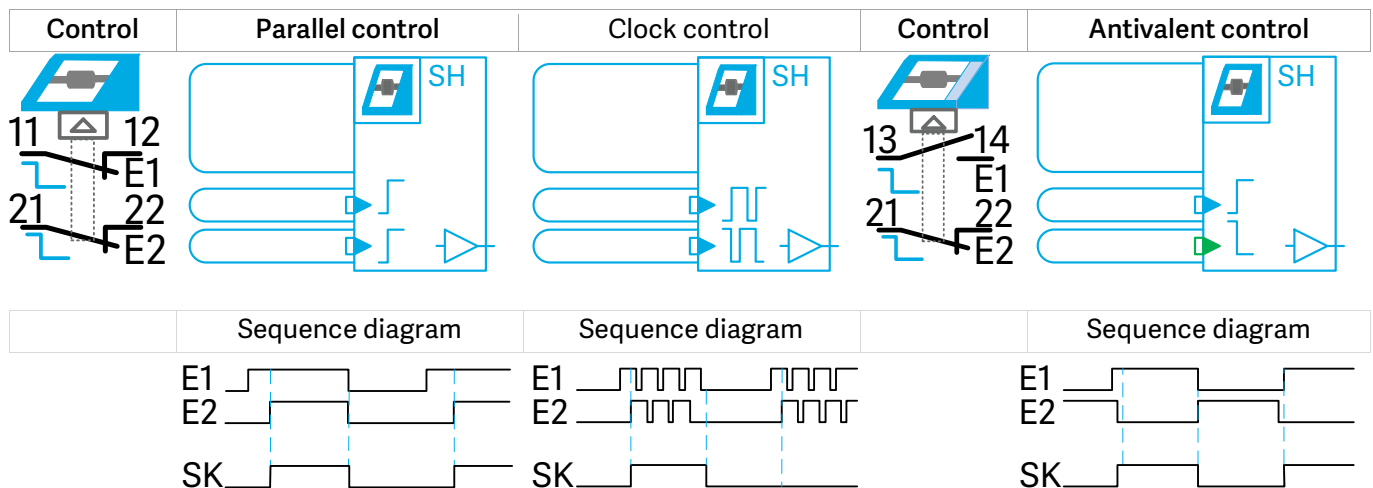 Control Parallel control Clock control Control Antivalent control
SH SH SH
11 12 13 14
E1 E1
21 22 21 22
E2 E2
Sequence diagram Sequence diagram Sequence diagram
E1 E1 E1
E2 E2 E2
SK SK SK